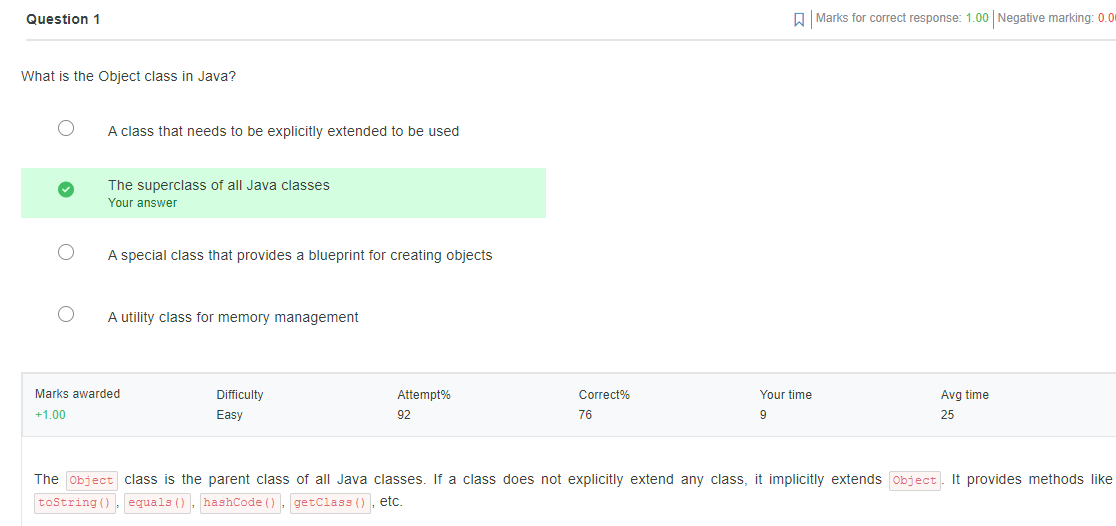 Question 1
Marks for correct response: 1.00 Negative marking: 0.0
What is the Object class in Java?
A class that needs to be explicitly extended to be used
The superclass of all Java classes
Your answer
A special class that provides a blueprint for creating objects
A utility class for memory management
Marks awarded Difficulty Attempt% Correct% Your time Avg time
+1.00 Easy 92 76 9 25
The Object class is the parent class of all Java classes. If a class does not explicitly extend any class, it implicitly extends Object. It provides methods like
toString(), equals(), hashCode(), getClass(), etc.